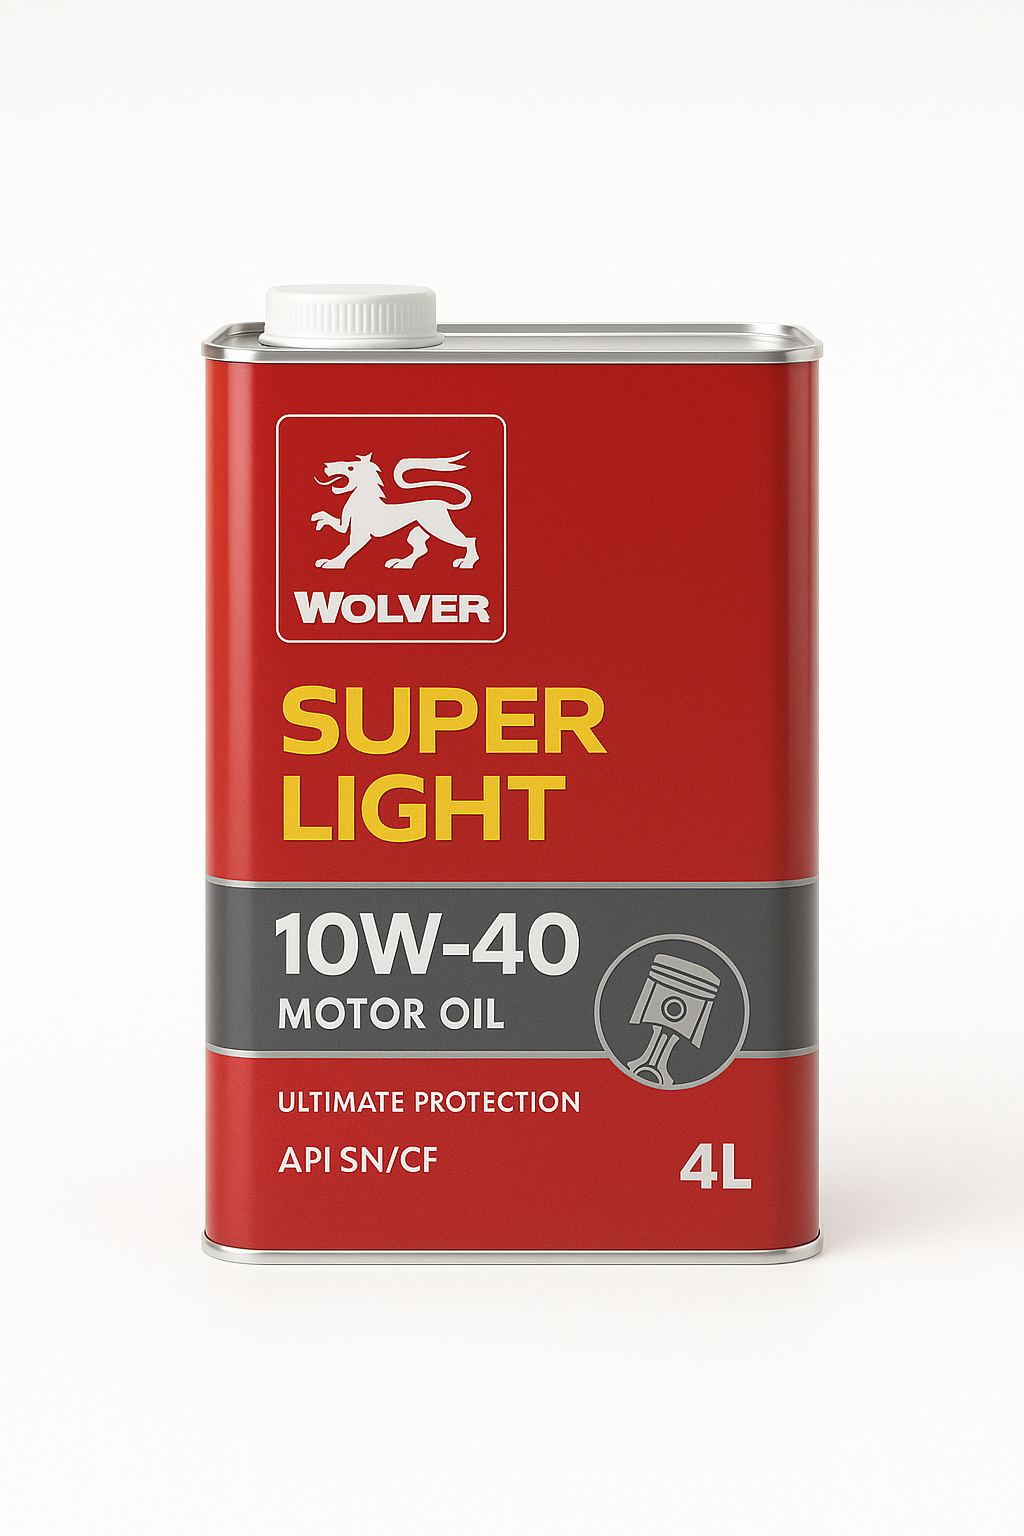 WOLVER
SUPER
LIGHT
10W-40
MOTOR OIL
ULTIMATE PROTECTION
API SN/CF
4L